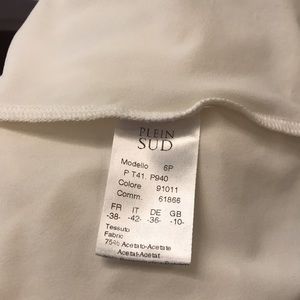 PLEIN
SUD
Modello 6P
P T41. P940
Colore 91011
Comm. 61866
FR IT DE GB
-38- -42- -36- -10-
Tessuto
Fabric
75% Acetato-Acetate
Acetat-Acetat